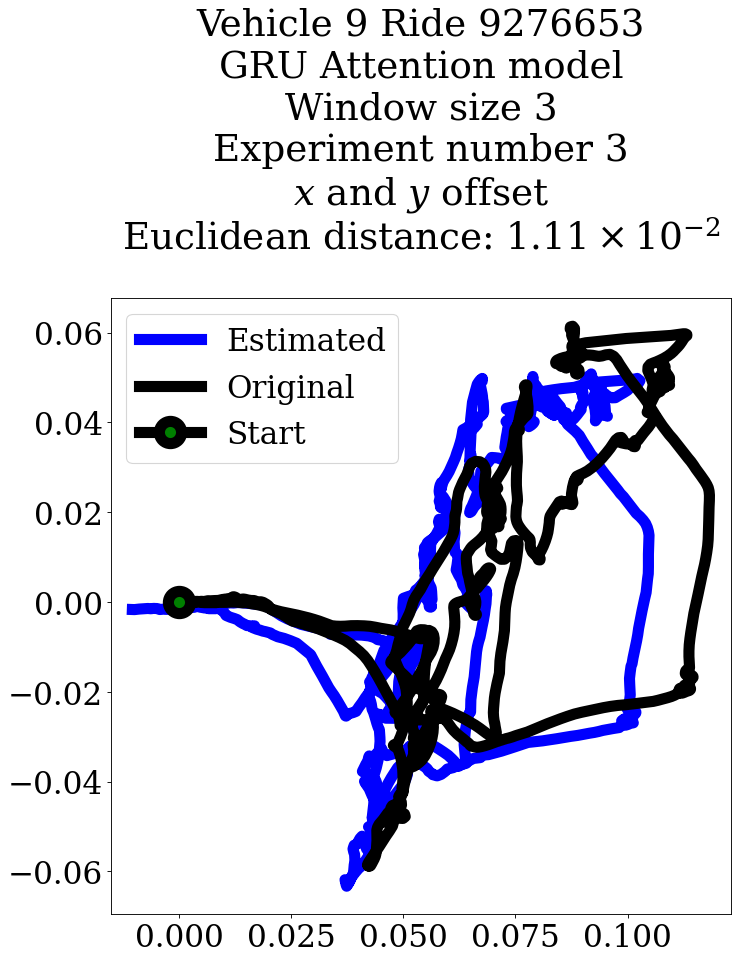 Vehicle 9 Ride 9276653
GRU Attention model
Window size 3
Experiment number 3
x and y offset
Euclidean distance: 1.11 × 10⁻²
Estimated
Original
Start
0.06
0.04
0.02
0.00
−0.02
−0.04
−0.06
0.000 0.025 0.050 0.075 0.100